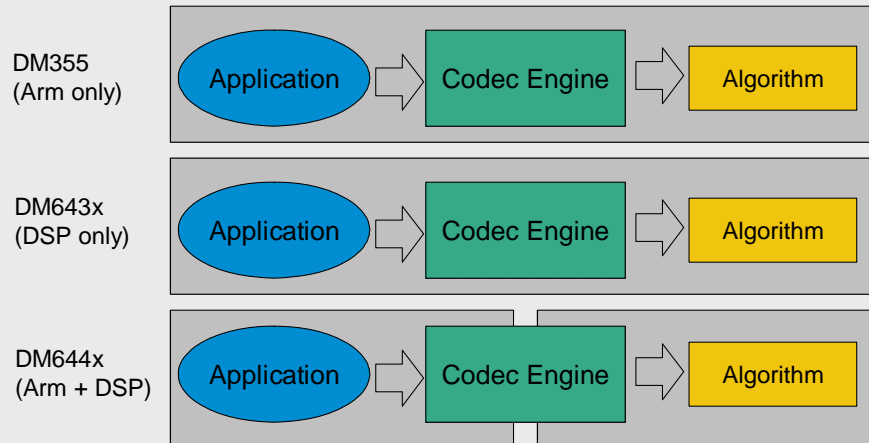 DM355
(Arm only)
Application
Codec Engine
Algorithm
DM643x
(DSP only)
Application
Codec Engine
Algorithm
DM644x
(Arm + DSP)
Application
Codec Engine
Algorithm